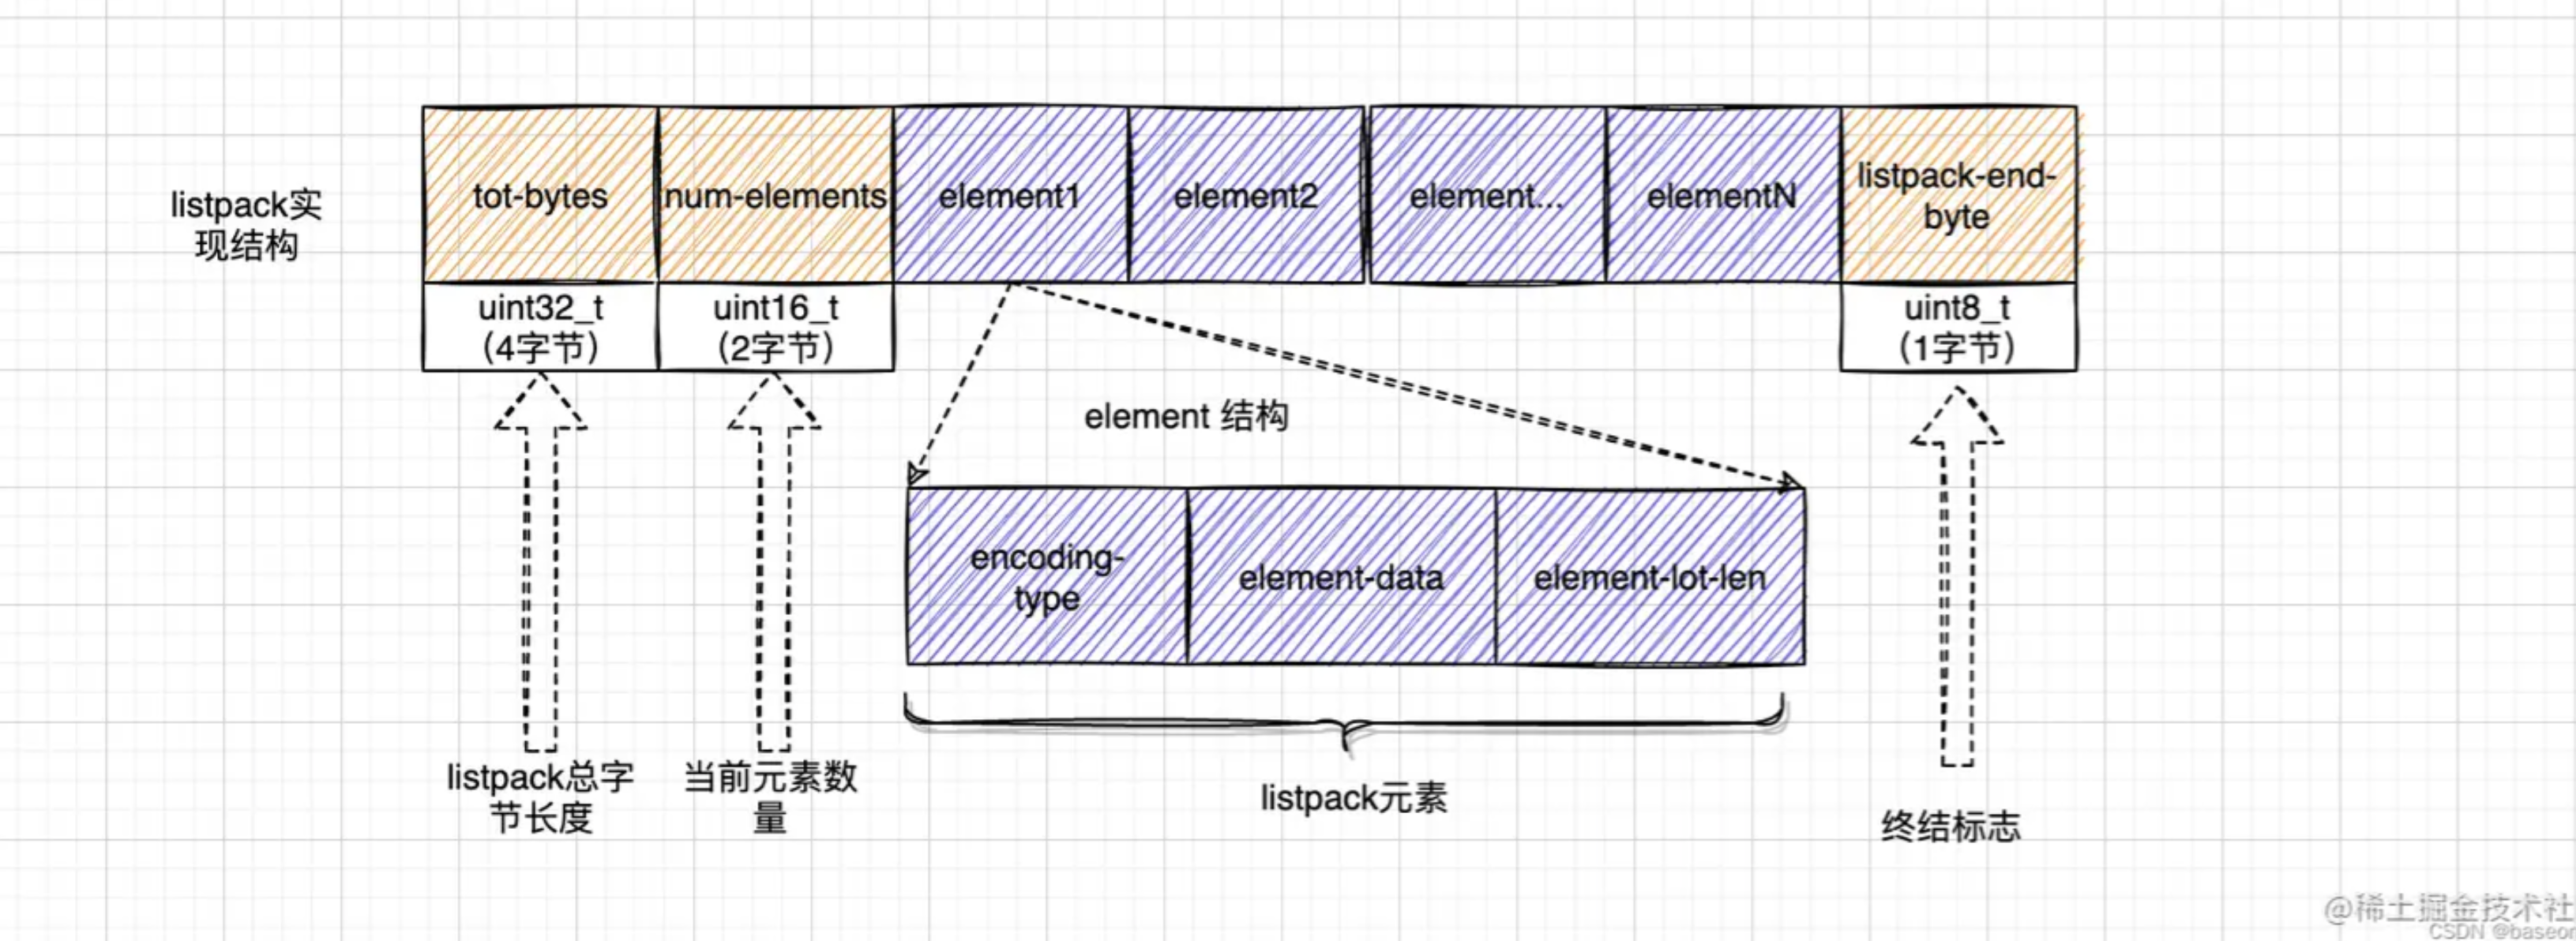 listpack实
现结构
tot-bytes
num-elements
element1
element2
element...
elementN
listpack-end-
byte
uint32_t
(4字节)
uint16_t
(2字节)
uint8_t
(1字节)
element 结构
encoding-
type
element-data
element-lot-len
listpack总字
节长度
当前元素数
量
listpack元素
终结标志
@稀土掘金技术社
CSDN @baseor